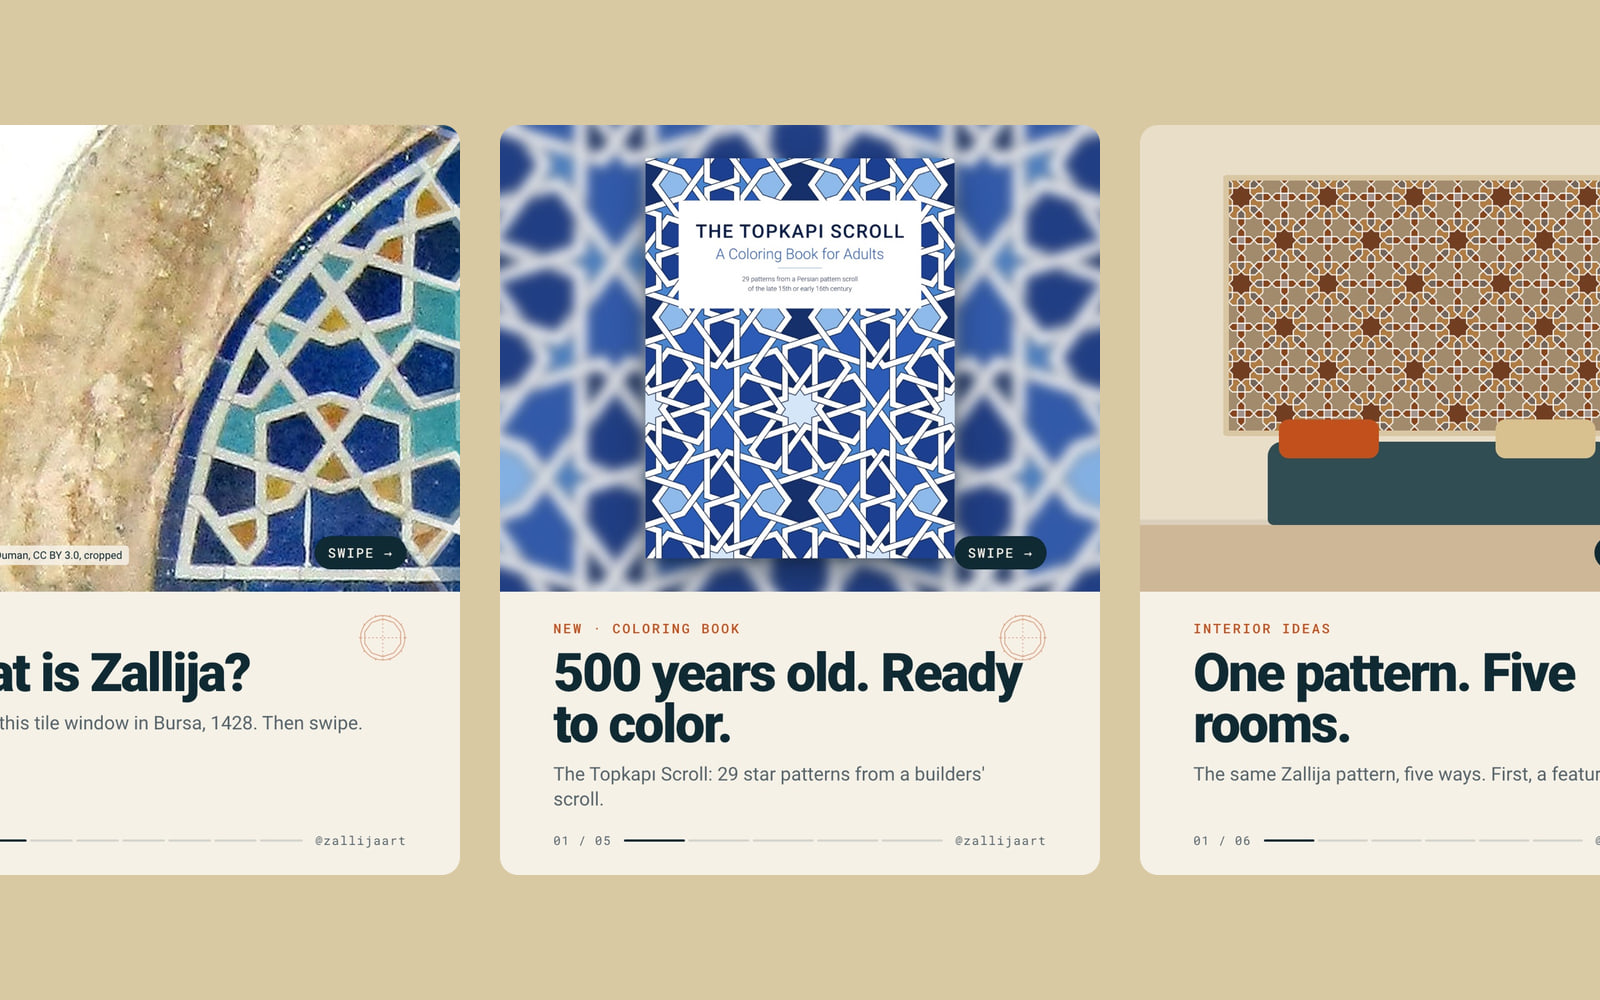 uman, CC BY 3.0, cropped
SWIPE →
at is Zallija?
this tile window in Bursa, 1428. Then swipe.
@zallijaart
THE TOPKAPI SCROLL
A Coloring Book for Adults
29 patterns from a Persian pattern scroll
of the late 15th or early 16th century
SWIPE →
NEW · COLORING BOOK
500 years old. Ready
to color.
The Topkapı Scroll: 29 star patterns from a builders'
scroll.
01 / 05
@zallijaart
INTERIOR IDEAS
One pattern. Five
rooms.
The same Zallija pattern, five ways. First, a featur
01 / 06